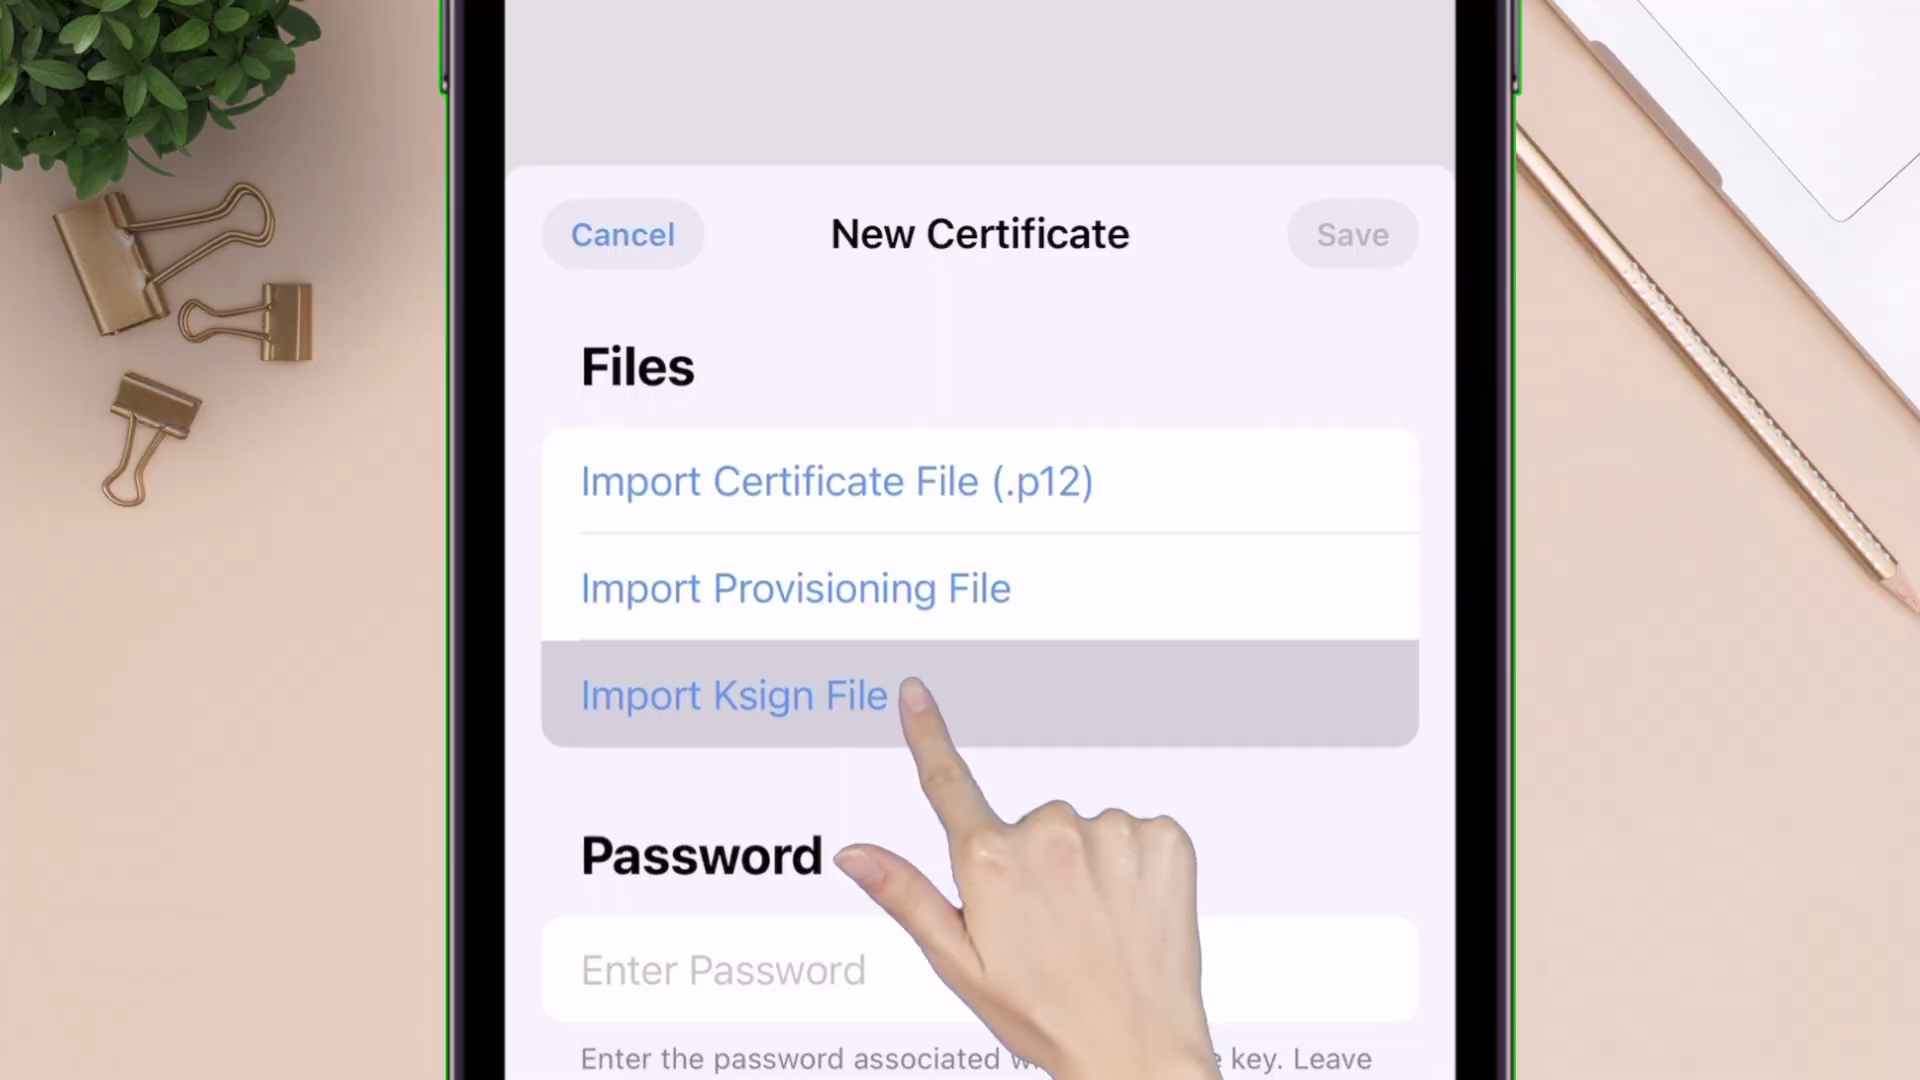 Cancel
New Certificate
Save
Files
Import Certificate File (.p12)
Import Provisioning File
Import Ksign File
Password
Enter Password
Enter the password associated key. Leave